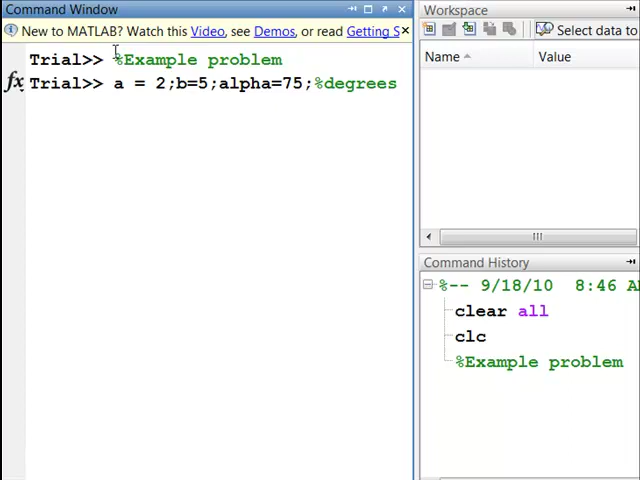 Command Window
New to MATLAB? Watch this Video, see Demos, or read Getting S
Trial>> %Example problem
fx Trial>> a = 2;b=5;alpha=75;%degrees
Workspace
Select data to
Name Value
Command History
%-- 9/18/10 8:46 A
clear all
clc
%Example problem